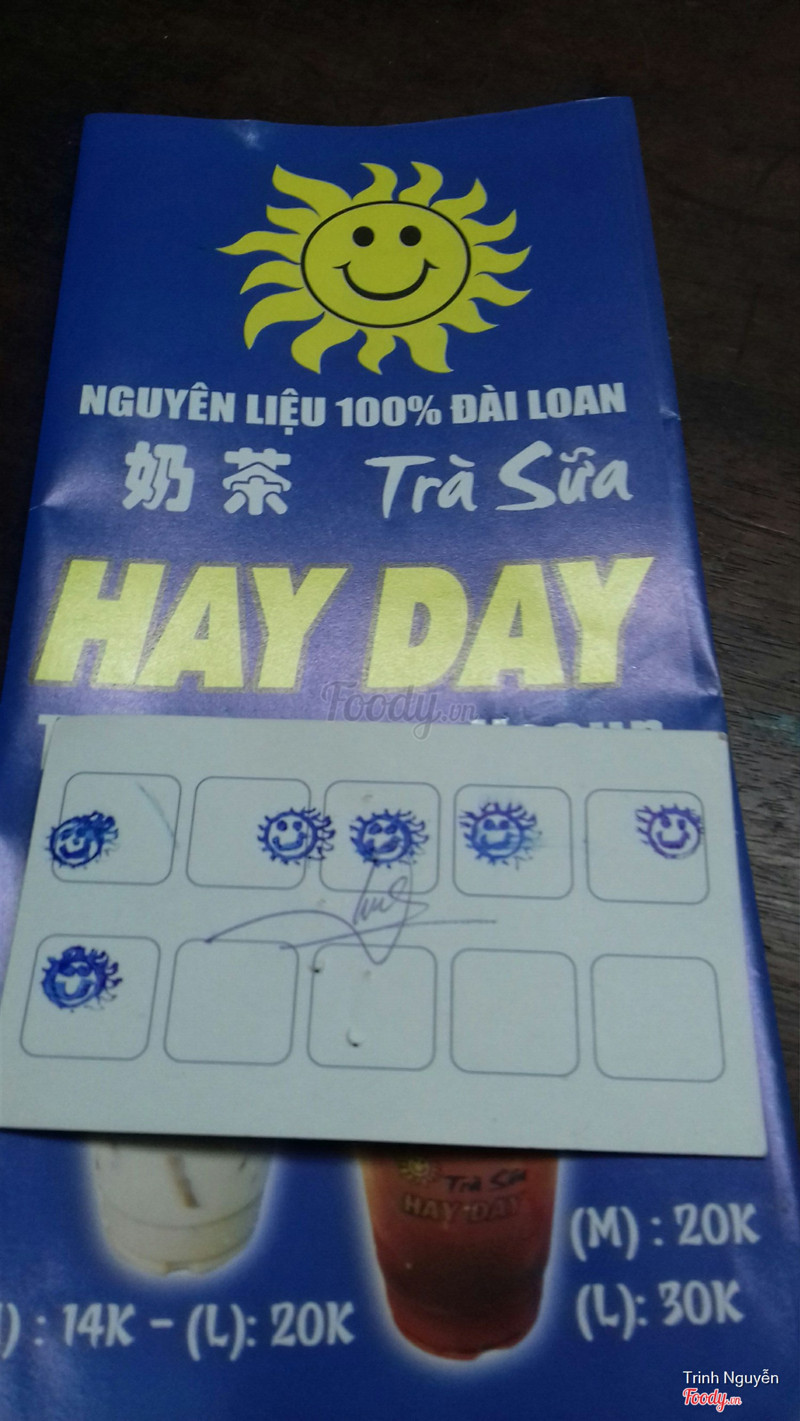 NGUYÊN LIỆU 100% ĐÀI LOAN
奶茶 Trà Sữa
HAY DAY
Foody.vn
Trà Sữa
HAY DAY
(M) : 20K
: 14K - (L): 20K
(L): 30K
Trinh Nguyễn
Foody.vn